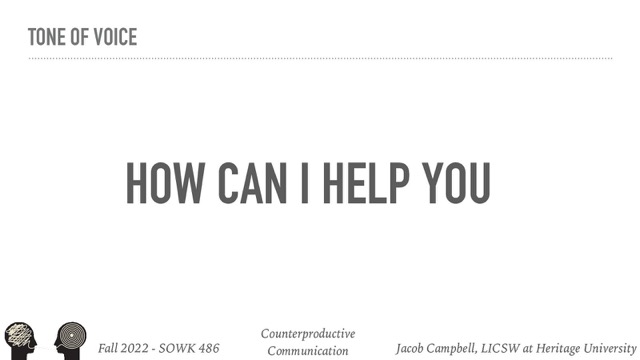 TONE OF VOICE
HOW CAN I HELP YOU
Fall 2022 - SOWK 486
Counterproductive
Communication
Jacob Campbell, LICSW at Heritage University